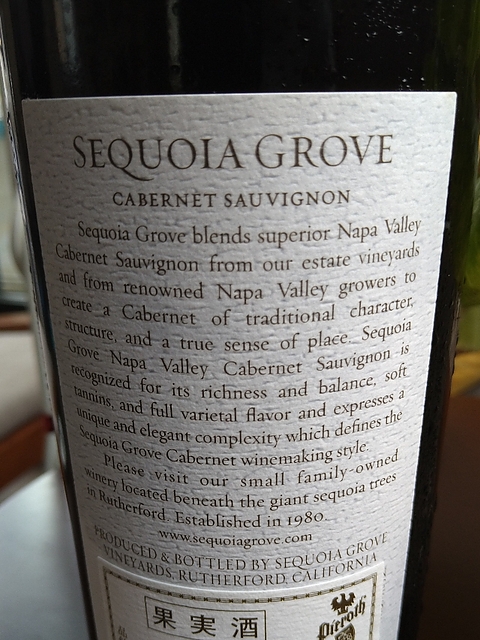 SEQUOIA GROVE
CABERNET SAUVIGNON
Sequoia Grove blends superior Napa Valley
Cabernet Sauvignon from our estate vineyards
and from renowned Napa Valley growers to
create a Cabernet of traditional character,
structure, and a true sense of place. Sequoia
Grove Napa Valley Cabernet Sauvignon is
recognized for its richness and balance, soft
tannins, and full varietal flavor and expresses a
unique and elegant complexity which defines the
Sequoia Grove Cabernet winemaking style.
Please visit our small family-owned
winery located beneath the giant sequoia trees
in Rutherford. Established in 1980.
www.sequoiagrove.com
PRODUCED & BOTTLED BY SEQUOIA GROVE
VINEYARDS, RUTHERFORD, CALIFORNIA
果実酒
Pieroth